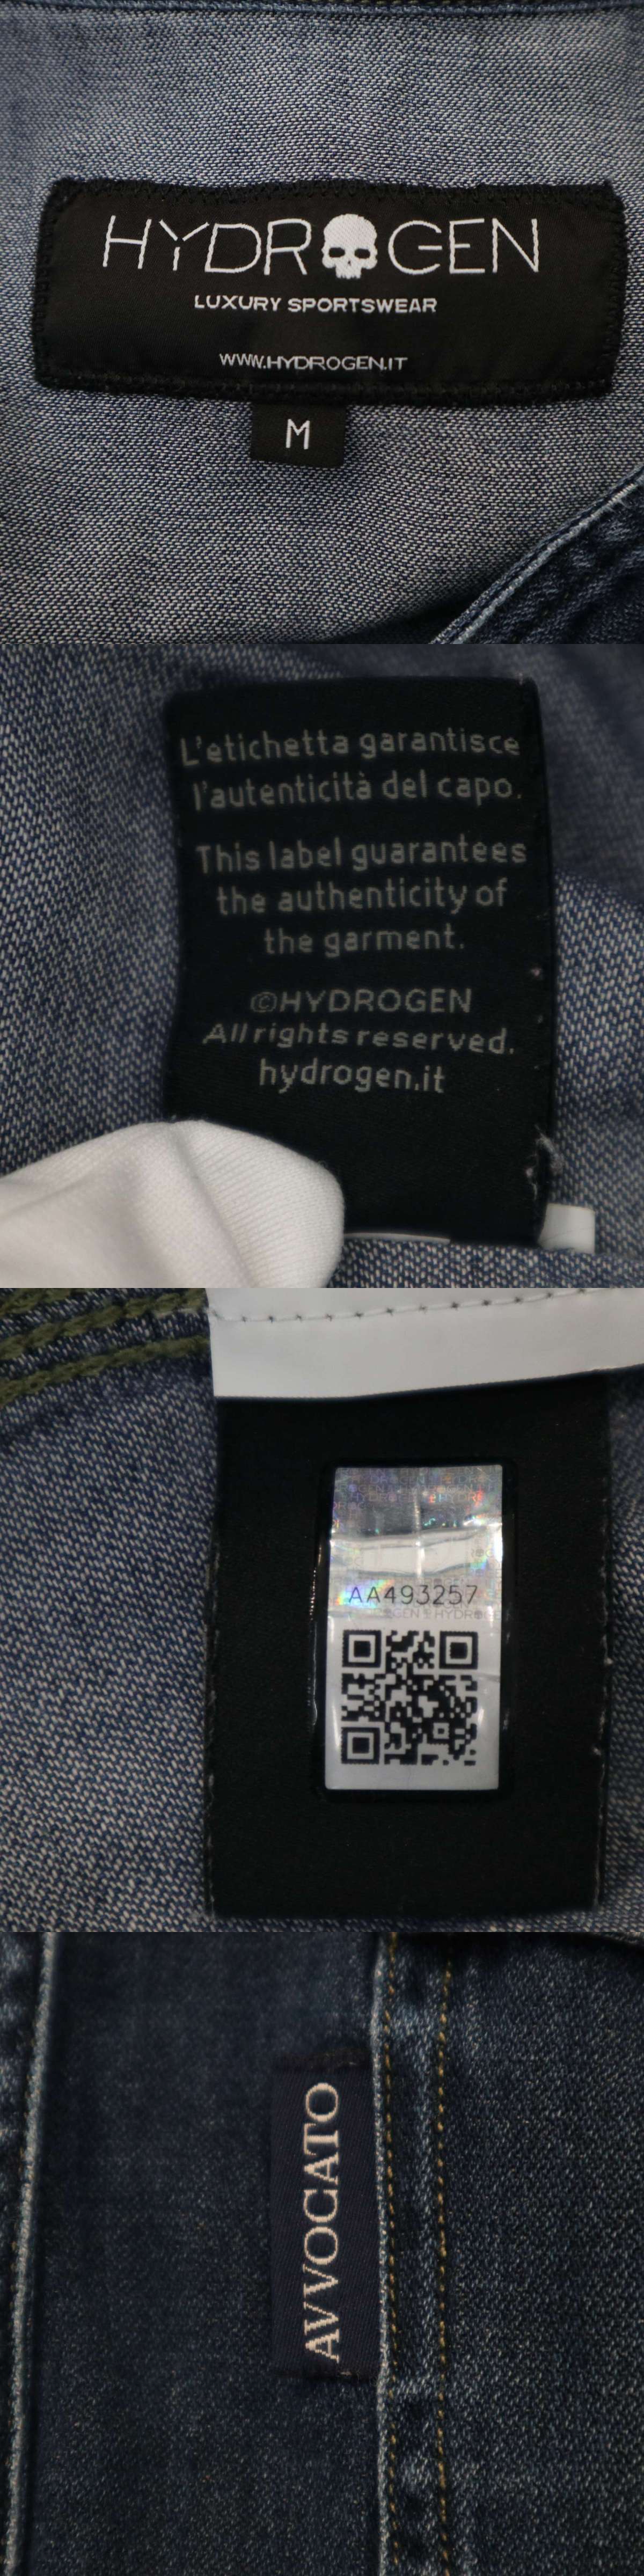 HYDROGEN
LUXURY SPORTSWEAR
WWW.HYDROGEN.IT
M
L'etichetta garantisce
l'autenticità del capo.
This label guarantees
the authenticity of
the garment.
©HYDROGEN
All rights reserved.
hydrogen.it
AA493257
AVVOCATO